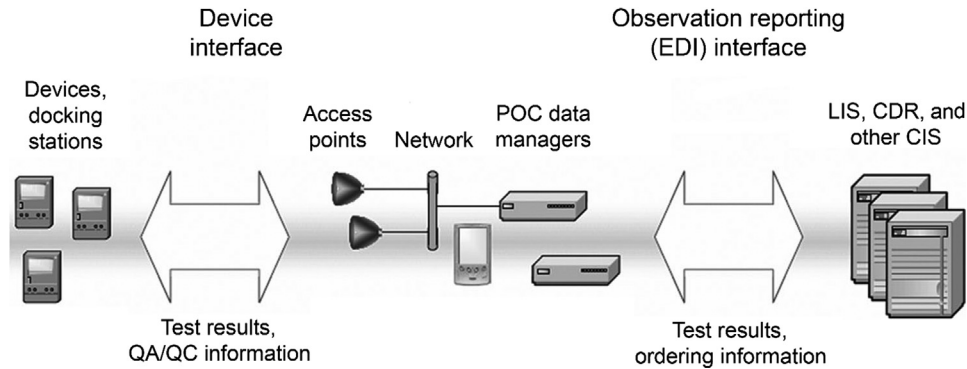 Device
interface
Observation reporting
(EDI) interface
Devices,
docking
stations
Access
points
Network
POC data
managers
LIS, CDR, and
other CIS
Test results,
QA/QC information
Test results,
ordering information